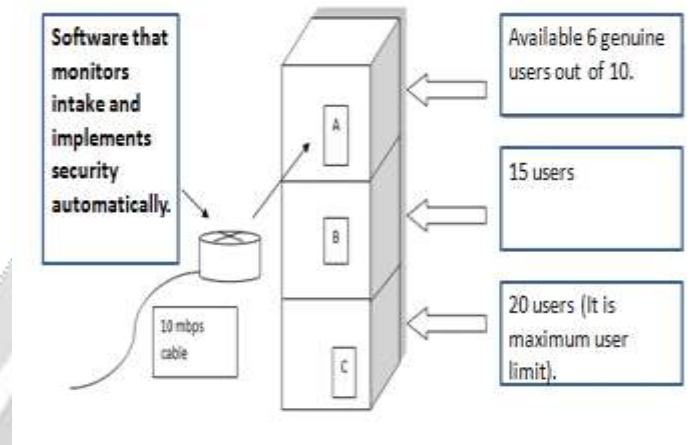 Software that
monitors
intake and
implements
security
automatically.
Available 6 genuine
users out of 10.
A
15 users
B
10 mbps
cable
20 users (It is
maximum user
limit).
C